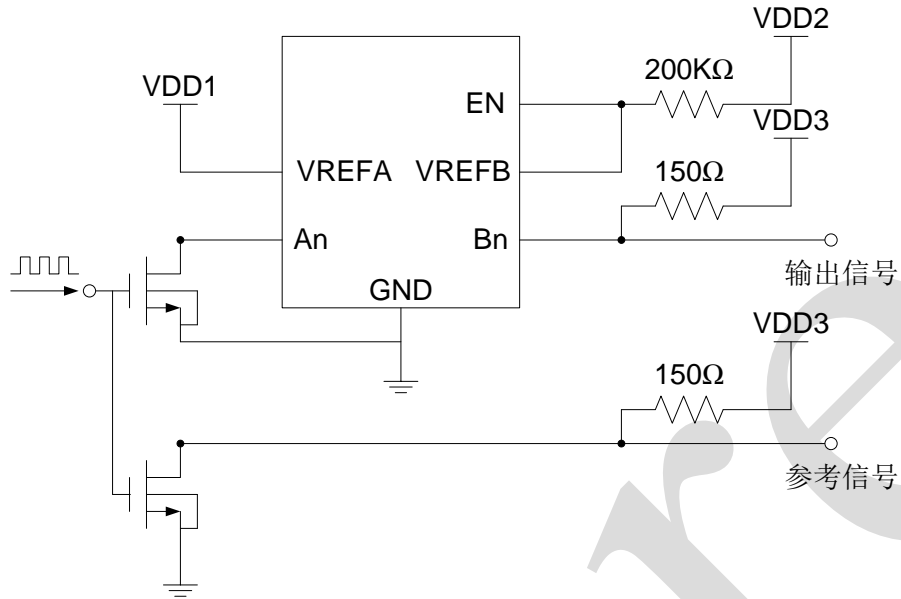 VDD2
200KΩ
VDD1
EN
VDD3
VREFA
VREFB
150Ω
An
Bn
输出信号
GND
VDD3
150Ω
参考信号